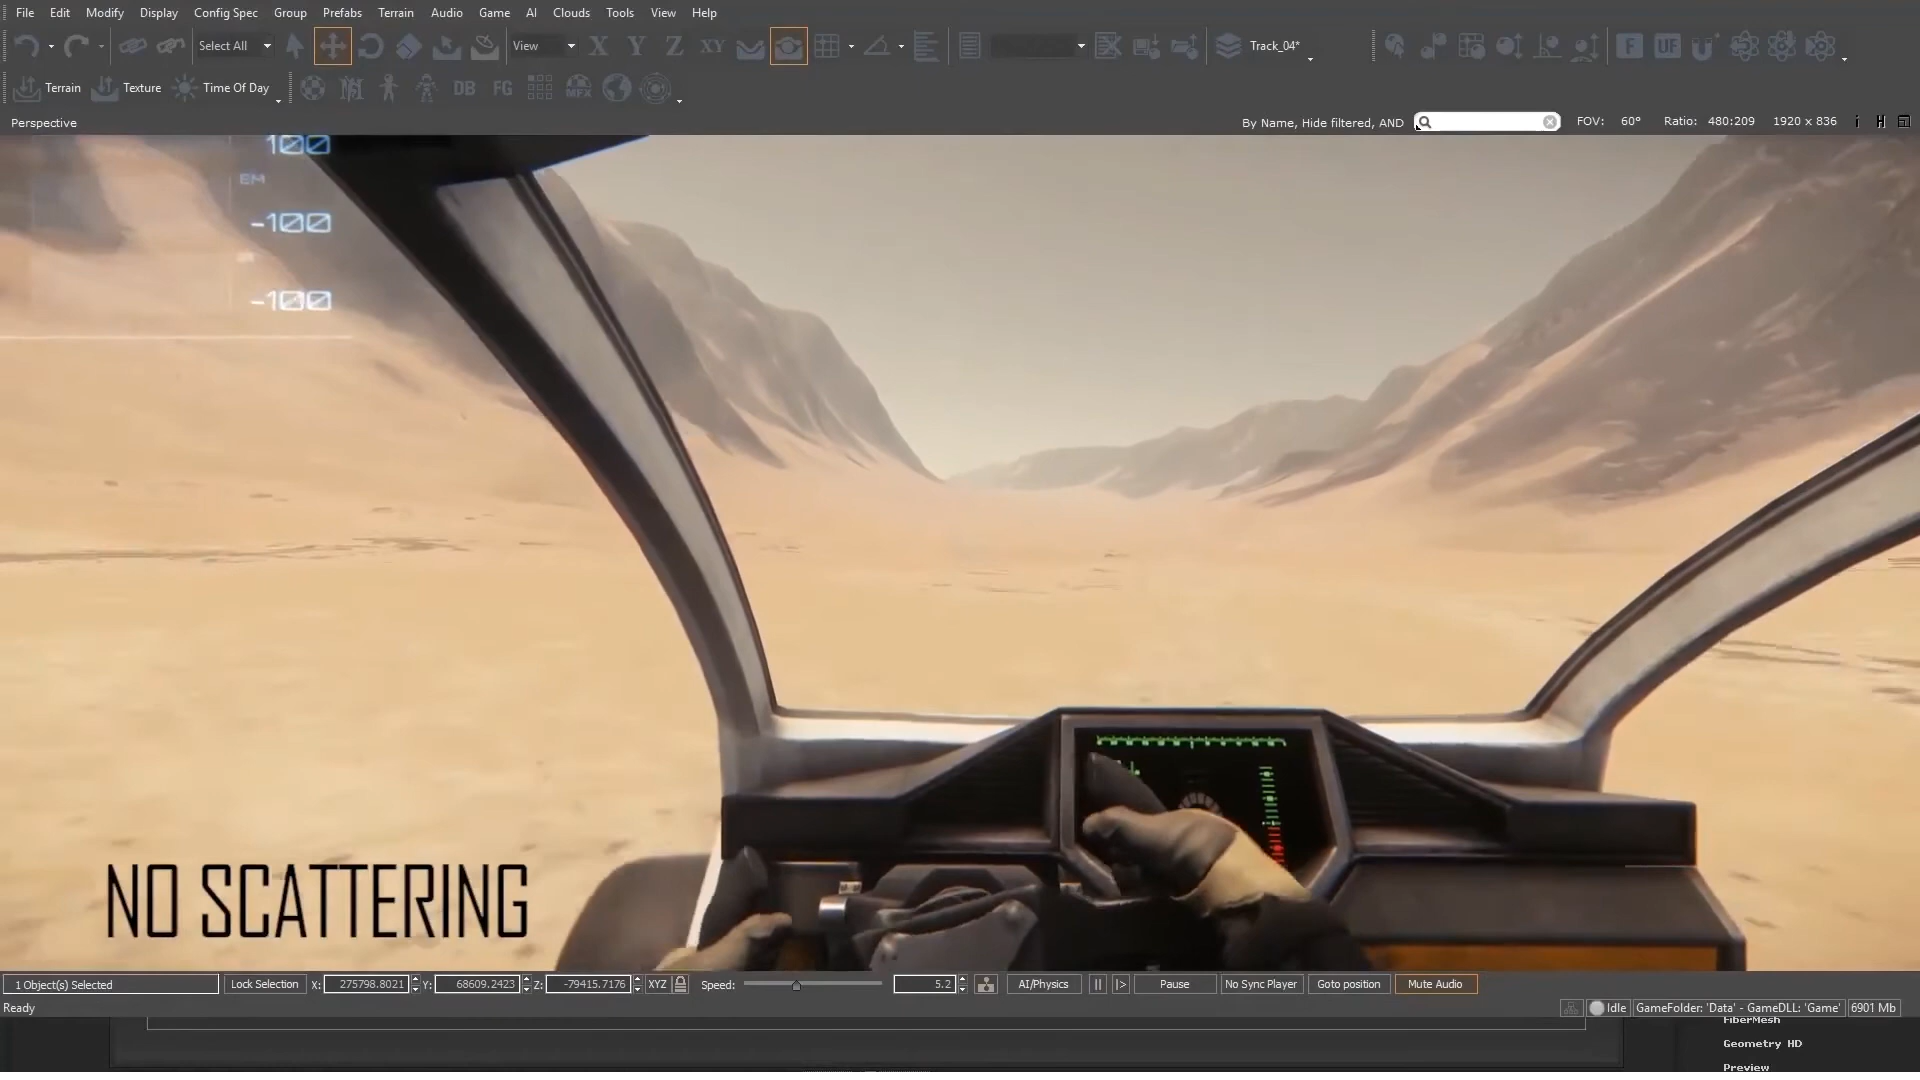 File Edit Modify Display Config Spec Group Prefabs Terrain Audio Game AI Clouds Tools View Help
Select All View X Y Z XY Track_04* F UF U
Terrain Texture Time Of Day DB FG MFX
Perspective By Name, Hide filtered, AND FOV: 60° Ratio: 480:209 1920 x 836 i H
100
EM
-100
-100
NO SCATTERING
1 Object(s) Selected Lock Selection X: 275798.8021 Y: 68609.2423 Z: -79415.7176 XYZ Speed: 5.2 AI/Physics Pause No Sync Player Goto position Mute Audio
Ready Idle GameFolder: 'Data' - GameDLL: 'Game' 6901 Mb
FiberMesh
Geometry HD
Preview